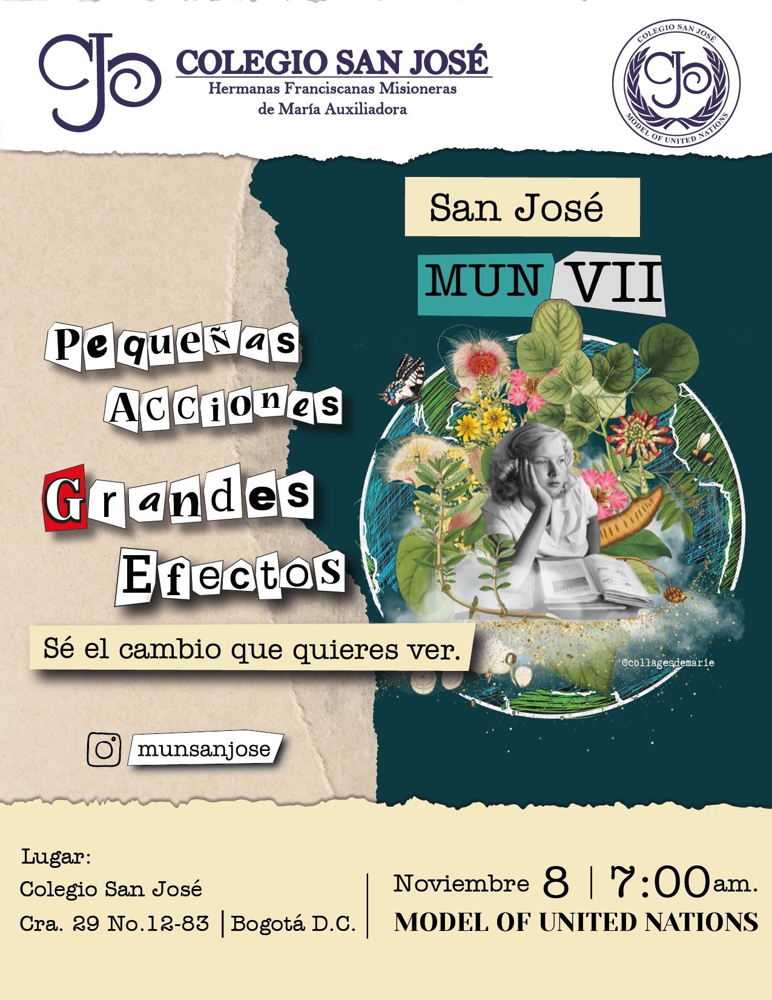 COLEGIO SAN JOSÉ
Hermanas Franciscanas Misioneras
de María Auxiliadora
COLEGIO SAN JOSÉ
MODEL OF UNITED NATIONS
San José
MUN VII
PequeÑas
Acciones
Grandes
Efectos
Sé el cambio que quieres ver.
@collagesdemarie
munsanjose
Lugar:
Colegio San José
Cra. 29 No.12-83 | Bogotá D.C.
Noviembre 8 | 7:00 am.
MODEL OF UNITED NATIONS